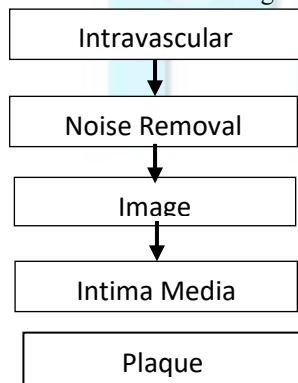 Intravascular
Noise Removal
Image
Intima Media
Plaque